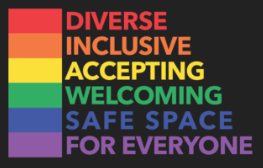 DIVERSE
INCLUSIVE
ACCEPTING
WELCOMING
SAFE SPACE
FOR EVERYONE